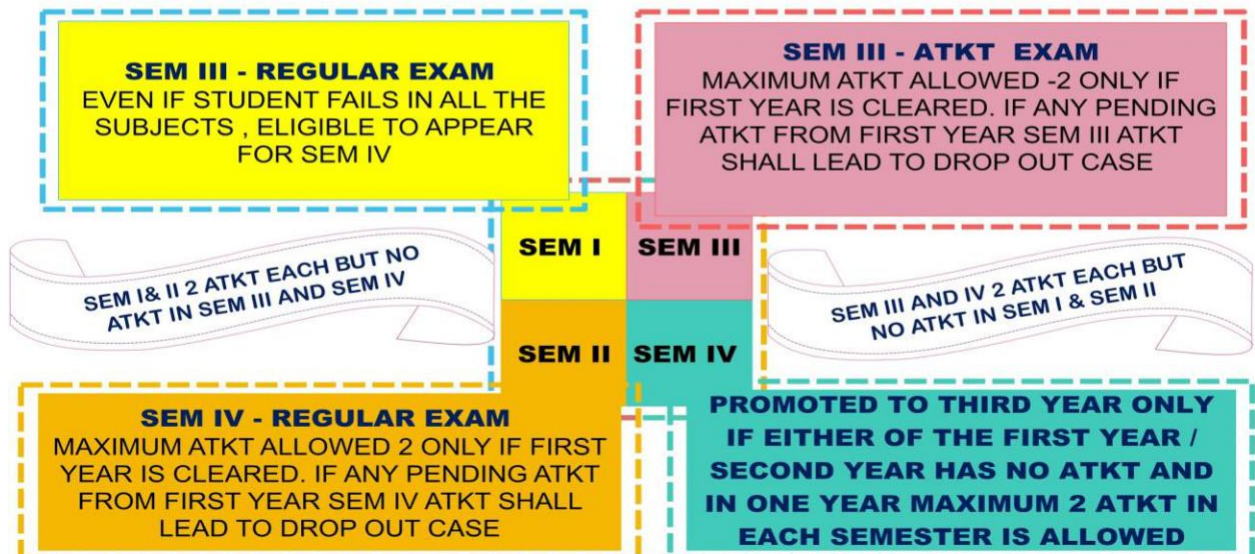 SEM III - REGULAR EXAM
EVEN IF STUDENT FAILS IN ALL THE
SUBJECTS , ELIGIBLE TO APPEAR
FOR SEM IV
SEM III - ATKT EXAM
MAXIMUM ATKT ALLOWED -2 ONLY IF
FIRST YEAR IS CLEARED. IF ANY PENDING
ATKT FROM FIRST YEAR SEM III ATKT
SHALL LEAD TO DROP OUT CASE
SEM I& II 2 ATKT EACH BUT NO
ATKT IN SEM III AND SEM IV
SEM I
SEM III
SEM II
SEM IV
SEM III AND IV 2 ATKT EACH BUT
NO ATKT IN SEM I & SEM II
SEM IV - REGULAR EXAM
MAXIMUM ATKT ALLOWED 2 ONLY IF FIRST
YEAR IS CLEARED. IF ANY PENDING ATKT
FROM FIRST YEAR SEM IV ATKT SHALL
LEAD TO DROP OUT CASE
PROMOTED TO THIRD YEAR ONLY
IF EITHER OF THE FIRST YEAR /
SECOND YEAR HAS NO ATKT AND
IN ONE YEAR MAXIMUM 2 ATKT IN
EACH SEMESTER IS ALLOWED